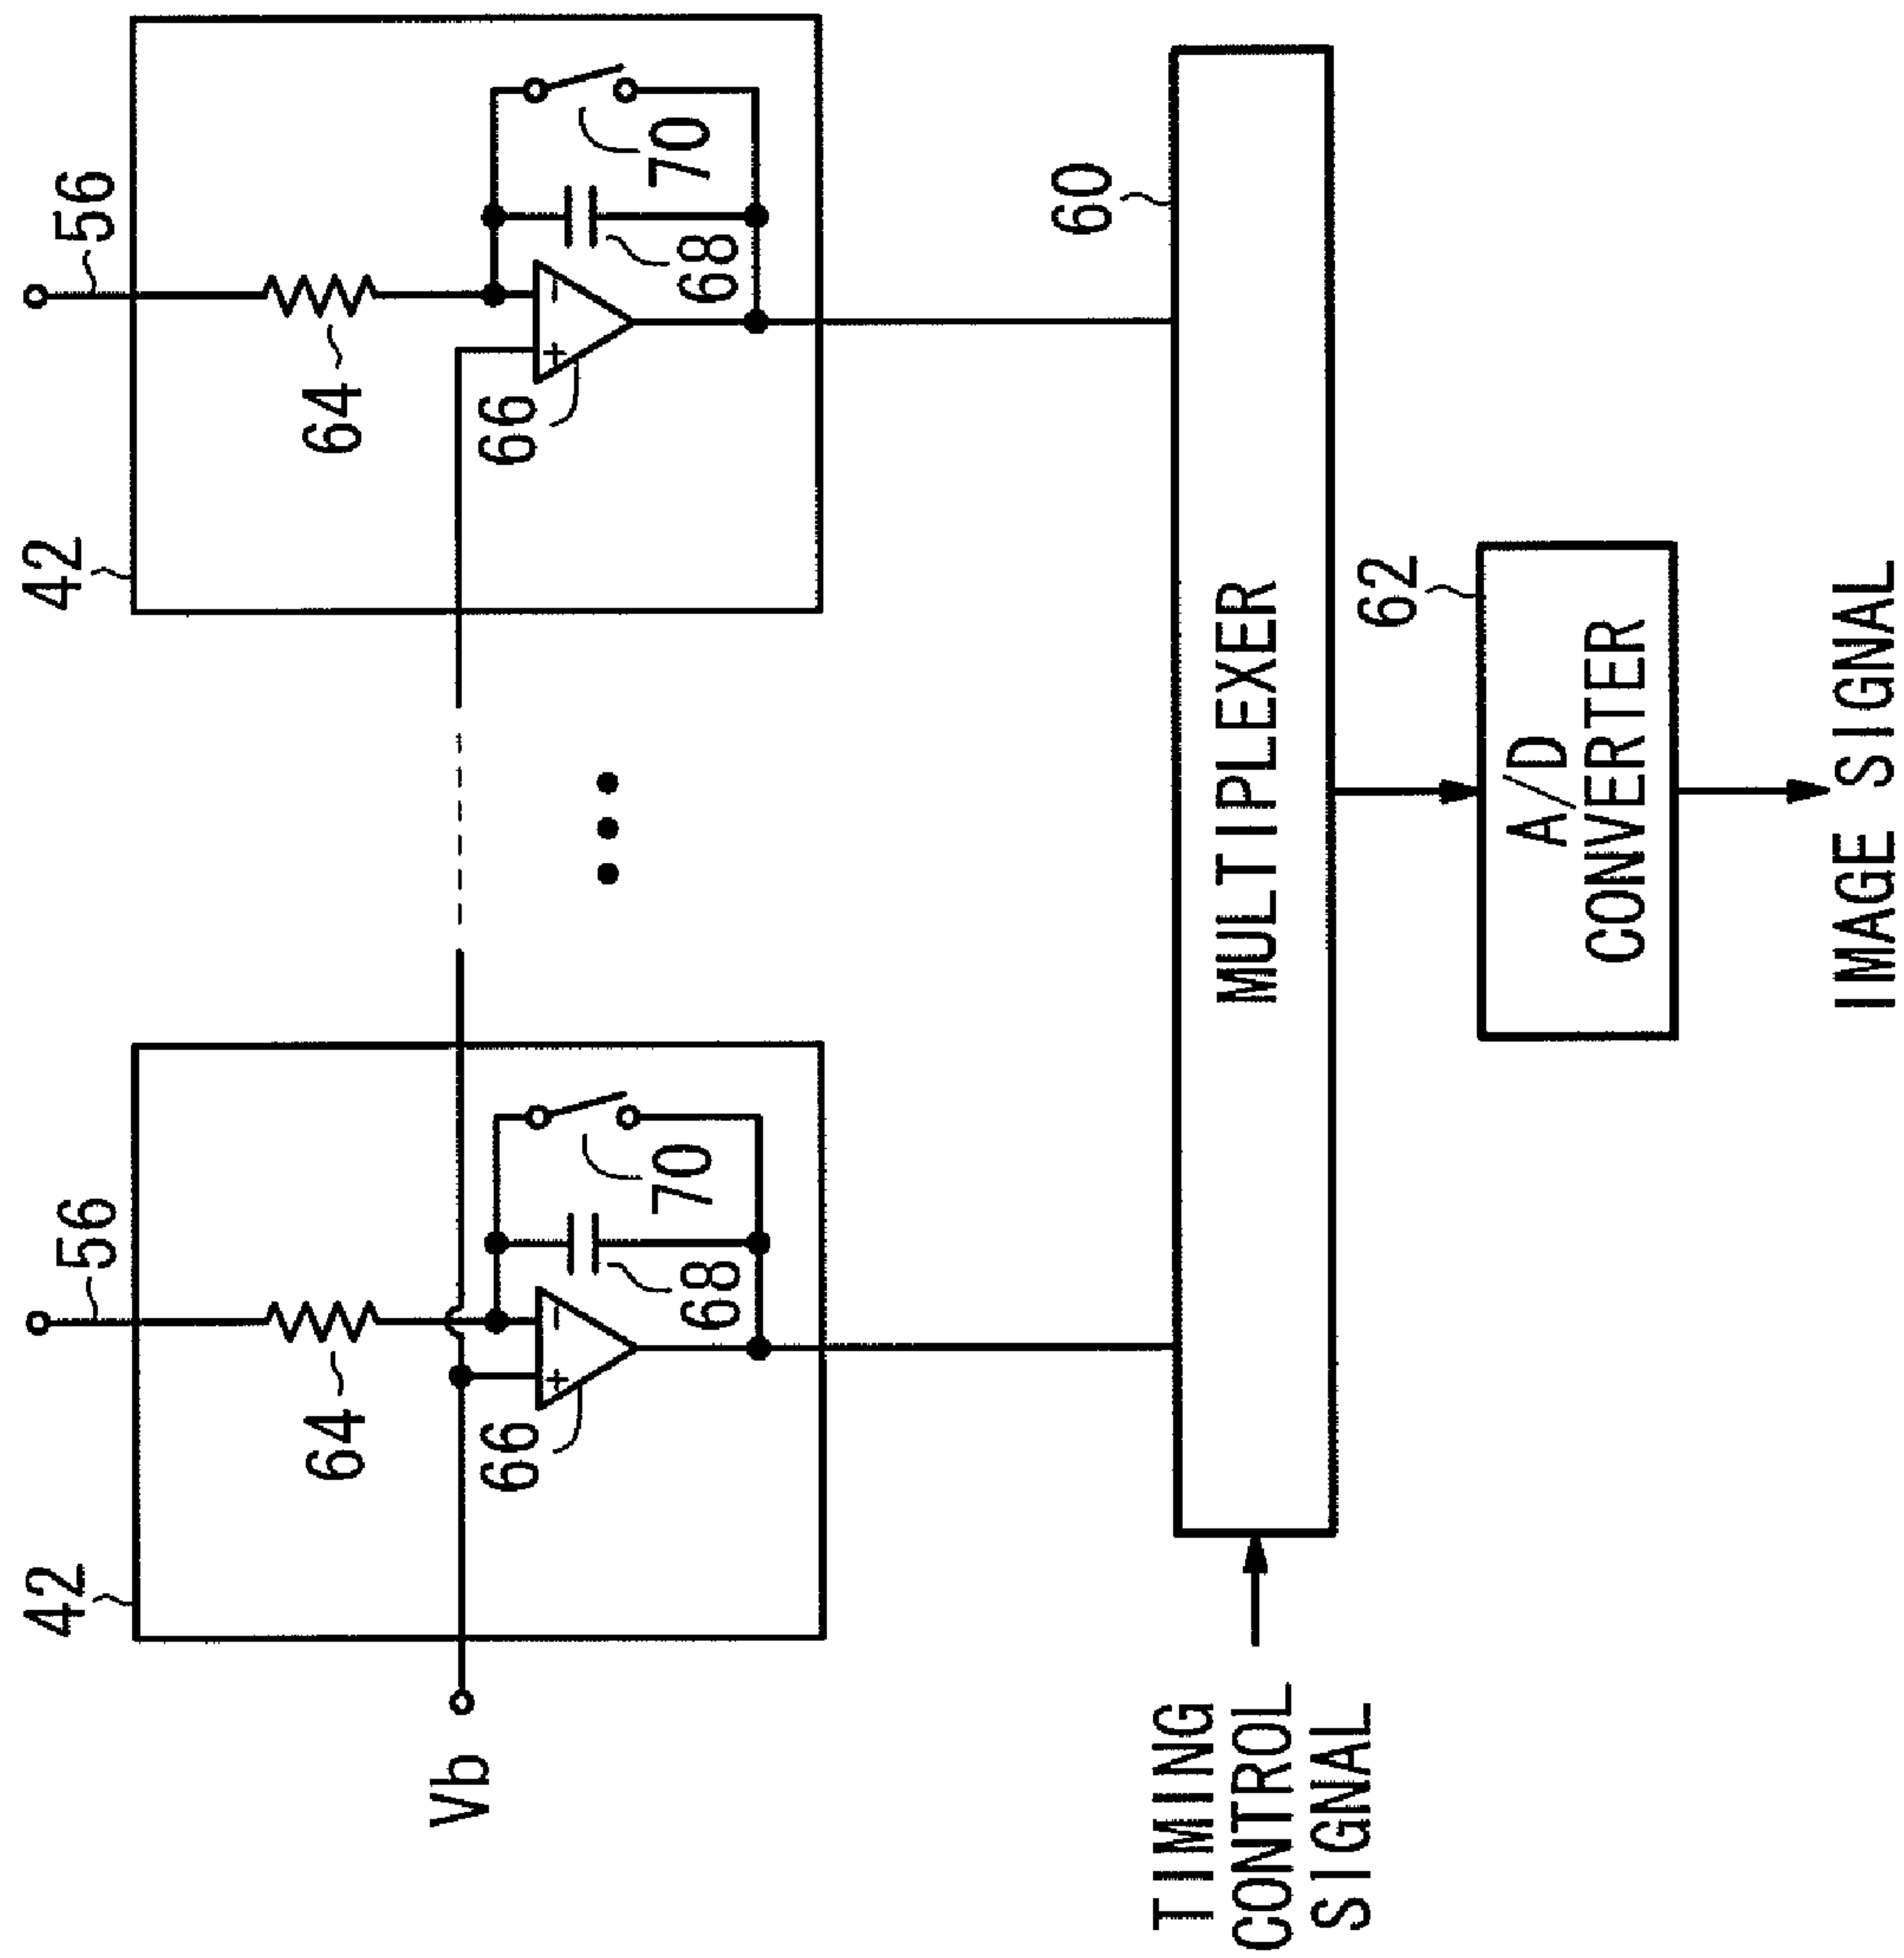 42
56
42
56
64
64
Vb
66
66
68
70
68
70
60
TIMING
CONTROL
SIGNAL
MULTIPLEXER
62
A/D
CONVERTER
IMAGE SIGNAL
+
-
+
-